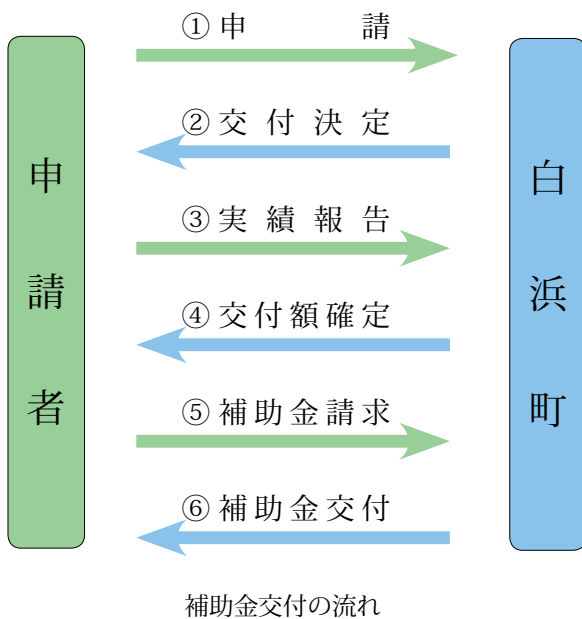 申請者
①申請
②交付決定
③実績報告
④交付額確定
⑤補助金請求
⑥補助金交付
白浜町
補助金交付の流れ